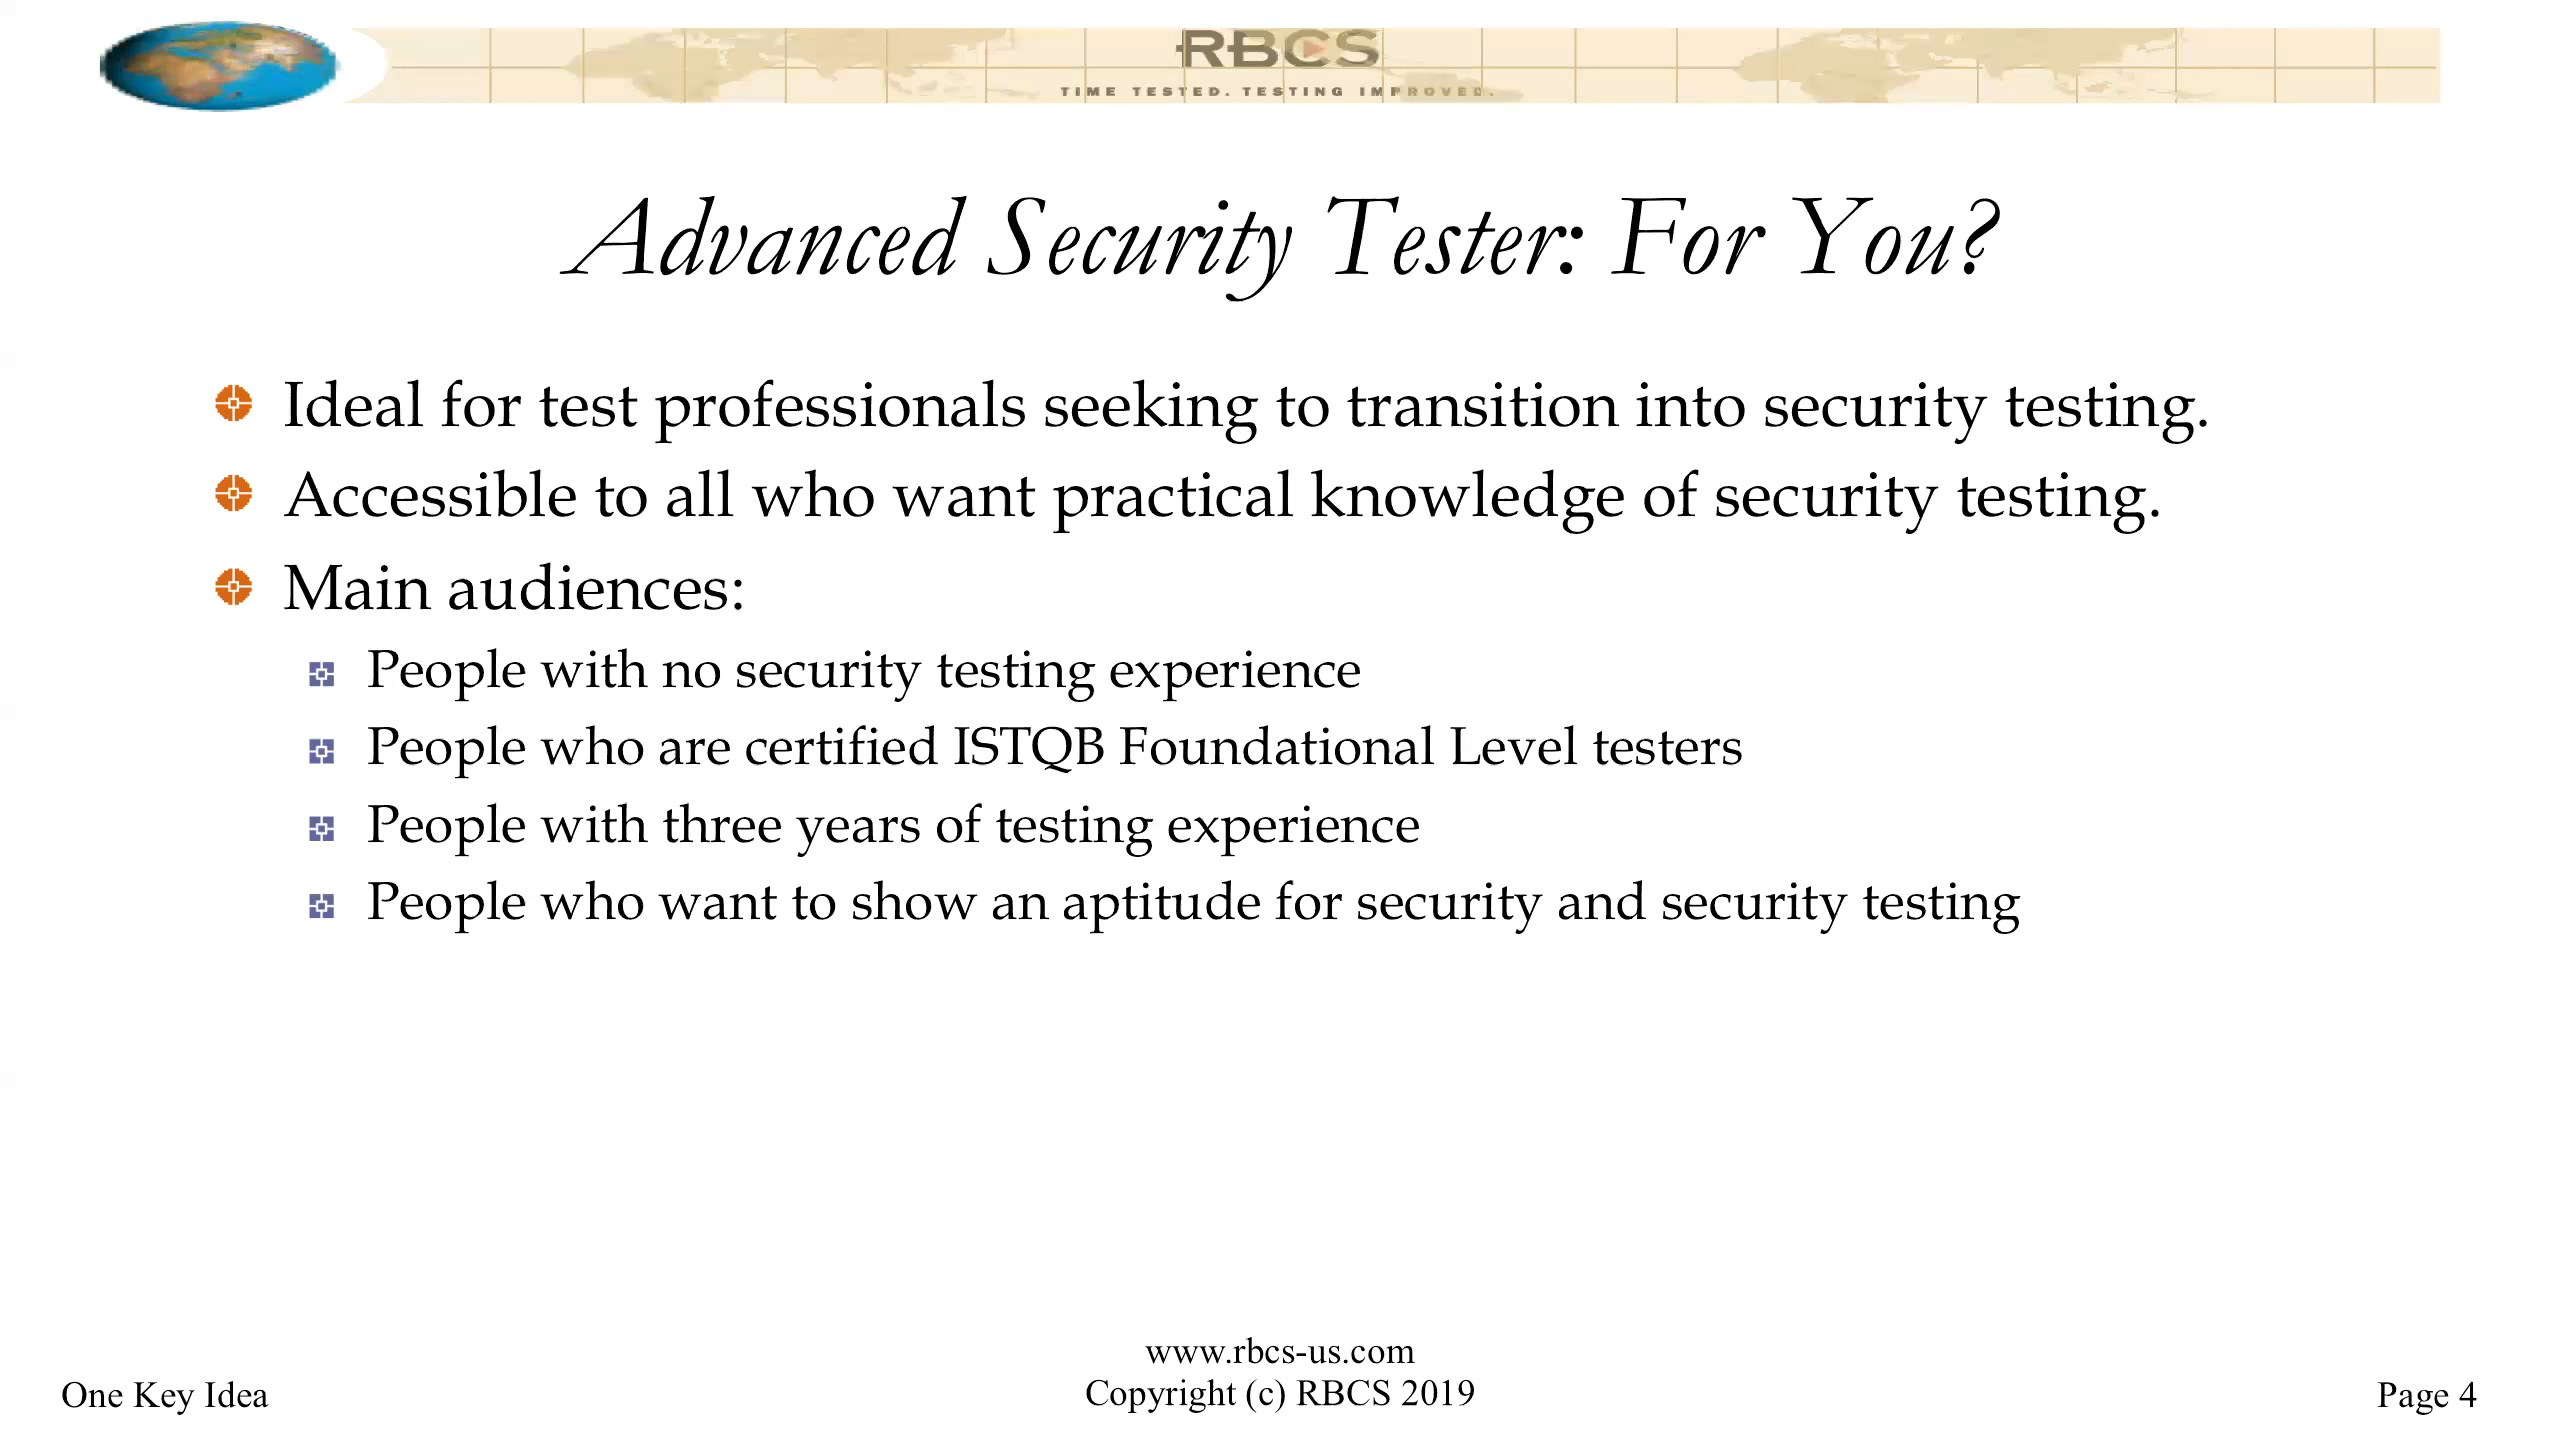 RBCS
TIME TESTED. TESTING IMPROVED.
Advanced Security Tester: For You?
Ideal for test professionals seeking to transition into security testing.
Accessible to all who want practical knowledge of security testing.
Main audiences:
People with no security testing experience
People who are certified ISTQB Foundational Level testers
People with three years of testing experience
People who want to show an aptitude for security and security testing
www.rbcs-us.com
One Key Idea
Copyright (c) RBCS 2019
Page 4